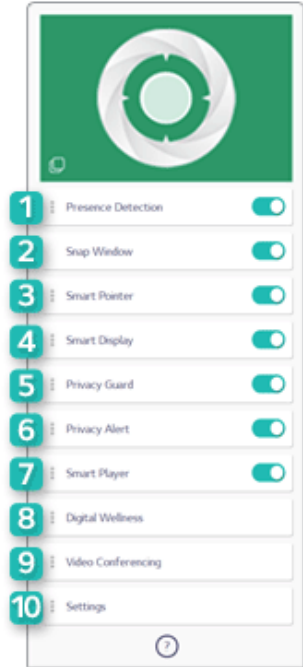 1 Presence Detection
2 Snap Window
3 Smart Pointer
4 Smart Display
5 Privacy Guard
6 Privacy Alert
7 Smart Player
8 Digital Wellness
9 Video Conferencing
10 Settings
?